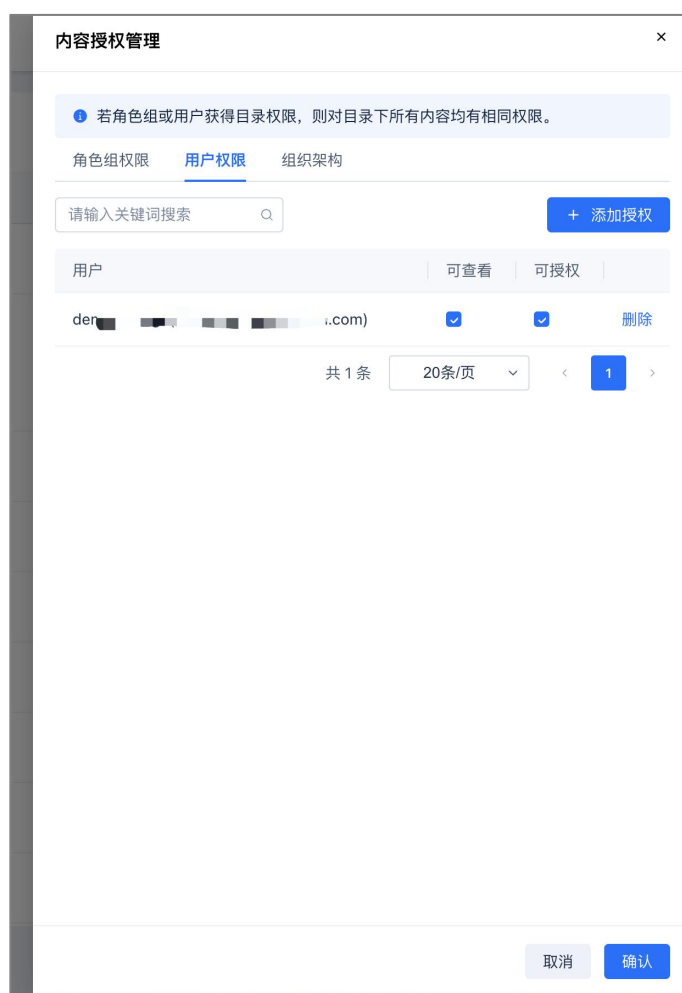 内容授权管理
×
若角色组或用户获得目录权限，则对目录下所有内容均有相同权限。
角色组权限 用户权限 组织架构
请输入关键词搜索
+ 添加授权
用户 可查看 可授权
.com) 删除
共 1 条 20条/页 < 1 >
取消 确认